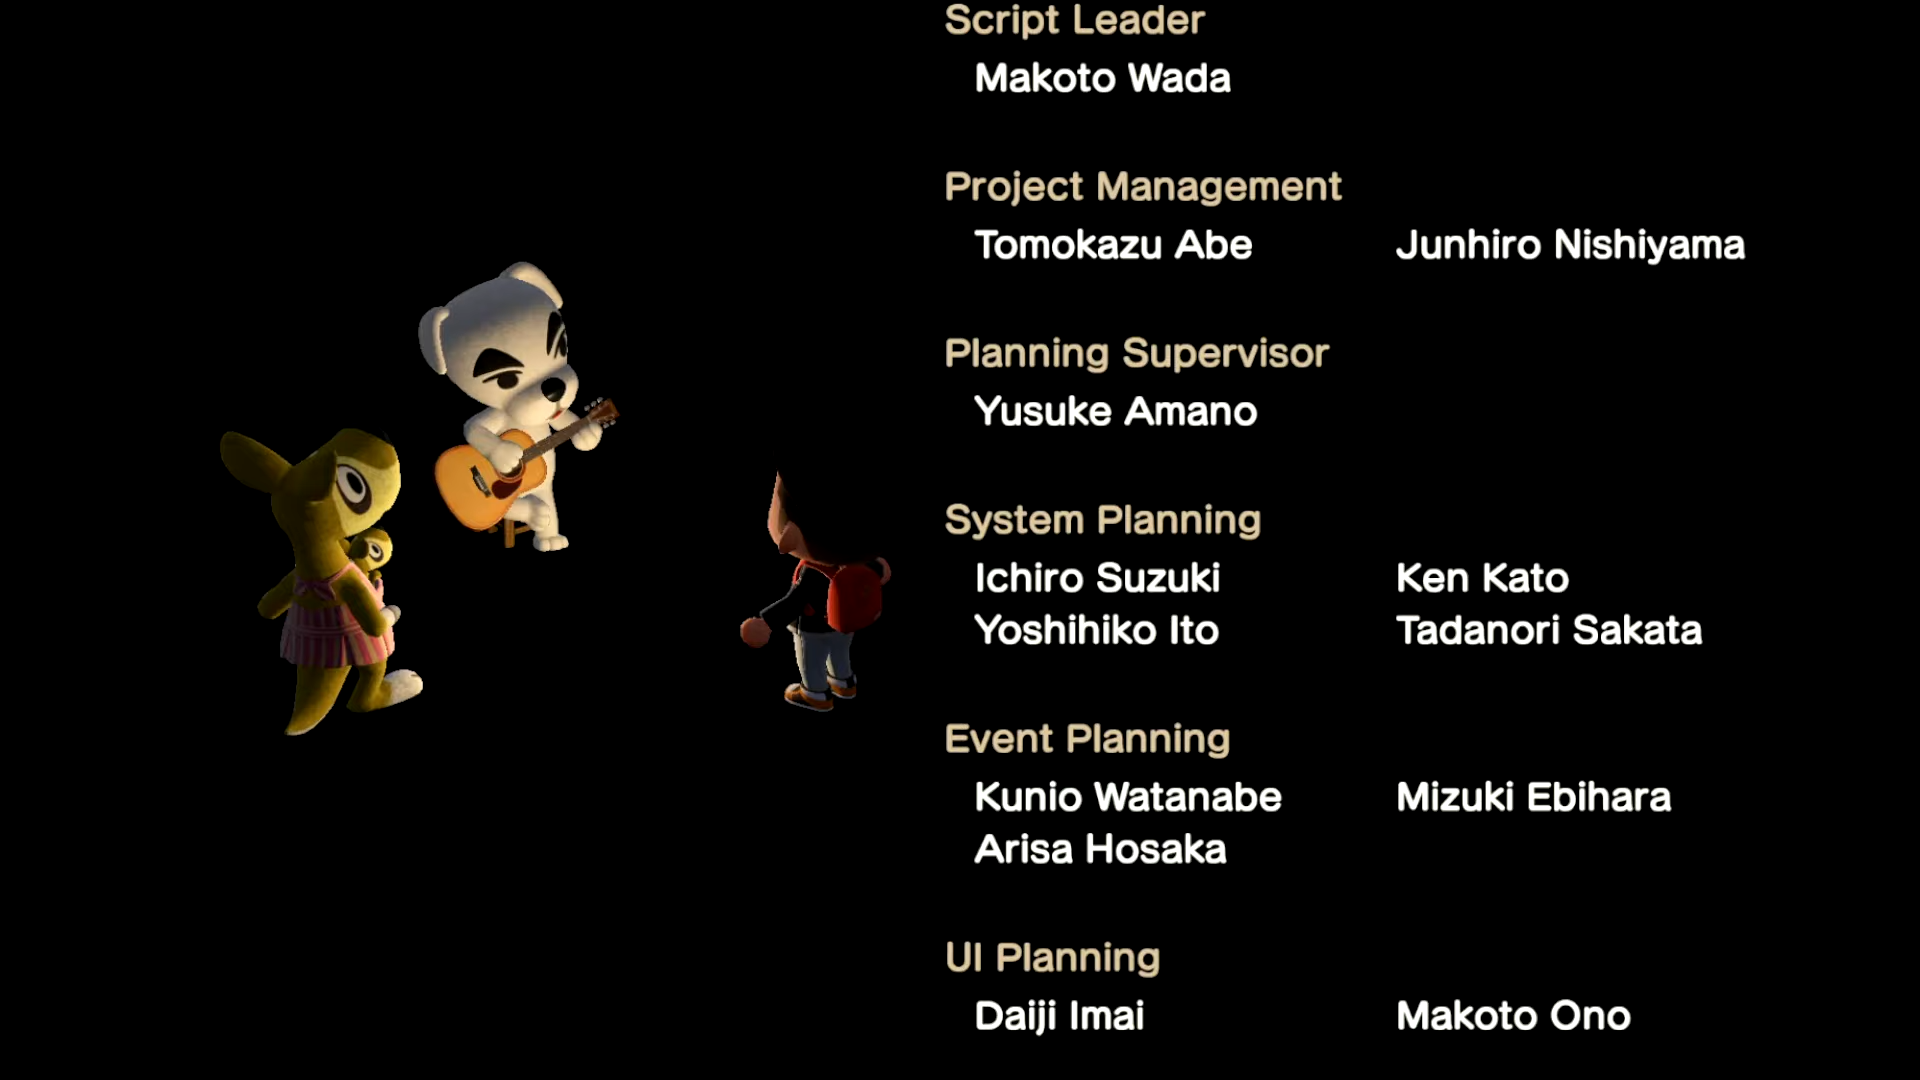 Script Leader
Makoto Wada
Project Management
Tomokazu Abe Junhiro Nishiyama
Planning Supervisor
Yusuke Amano
System Planning
Ichiro Suzuki Ken Kato
Yoshihiko Ito Tadanori Sakata
Event Planning
Kunio Watanabe Mizuki Ebihara
Arisa Hosaka
UI Planning
Daiji Imai Makoto Ono